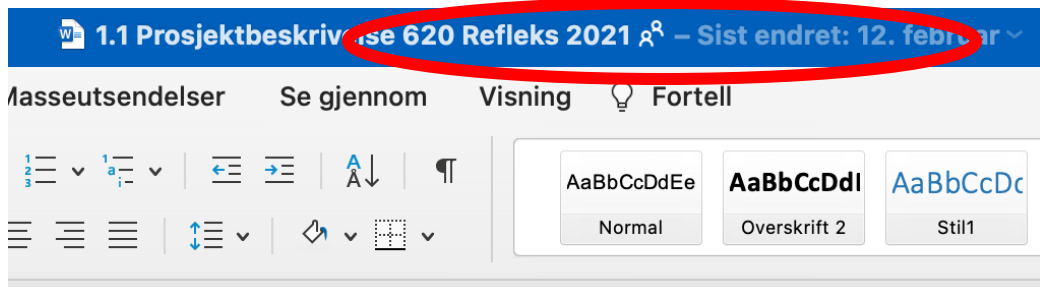 1.1 Prosjektbeskrivelse 620 Refleks 2021 – Sist endret: 12. februar
Masseutsendelser Se gjennom Visning Fortell
AaBbCcDdEe AaBbCcDdI AaBbCcDc
Normal Overskrift 2 Stil1